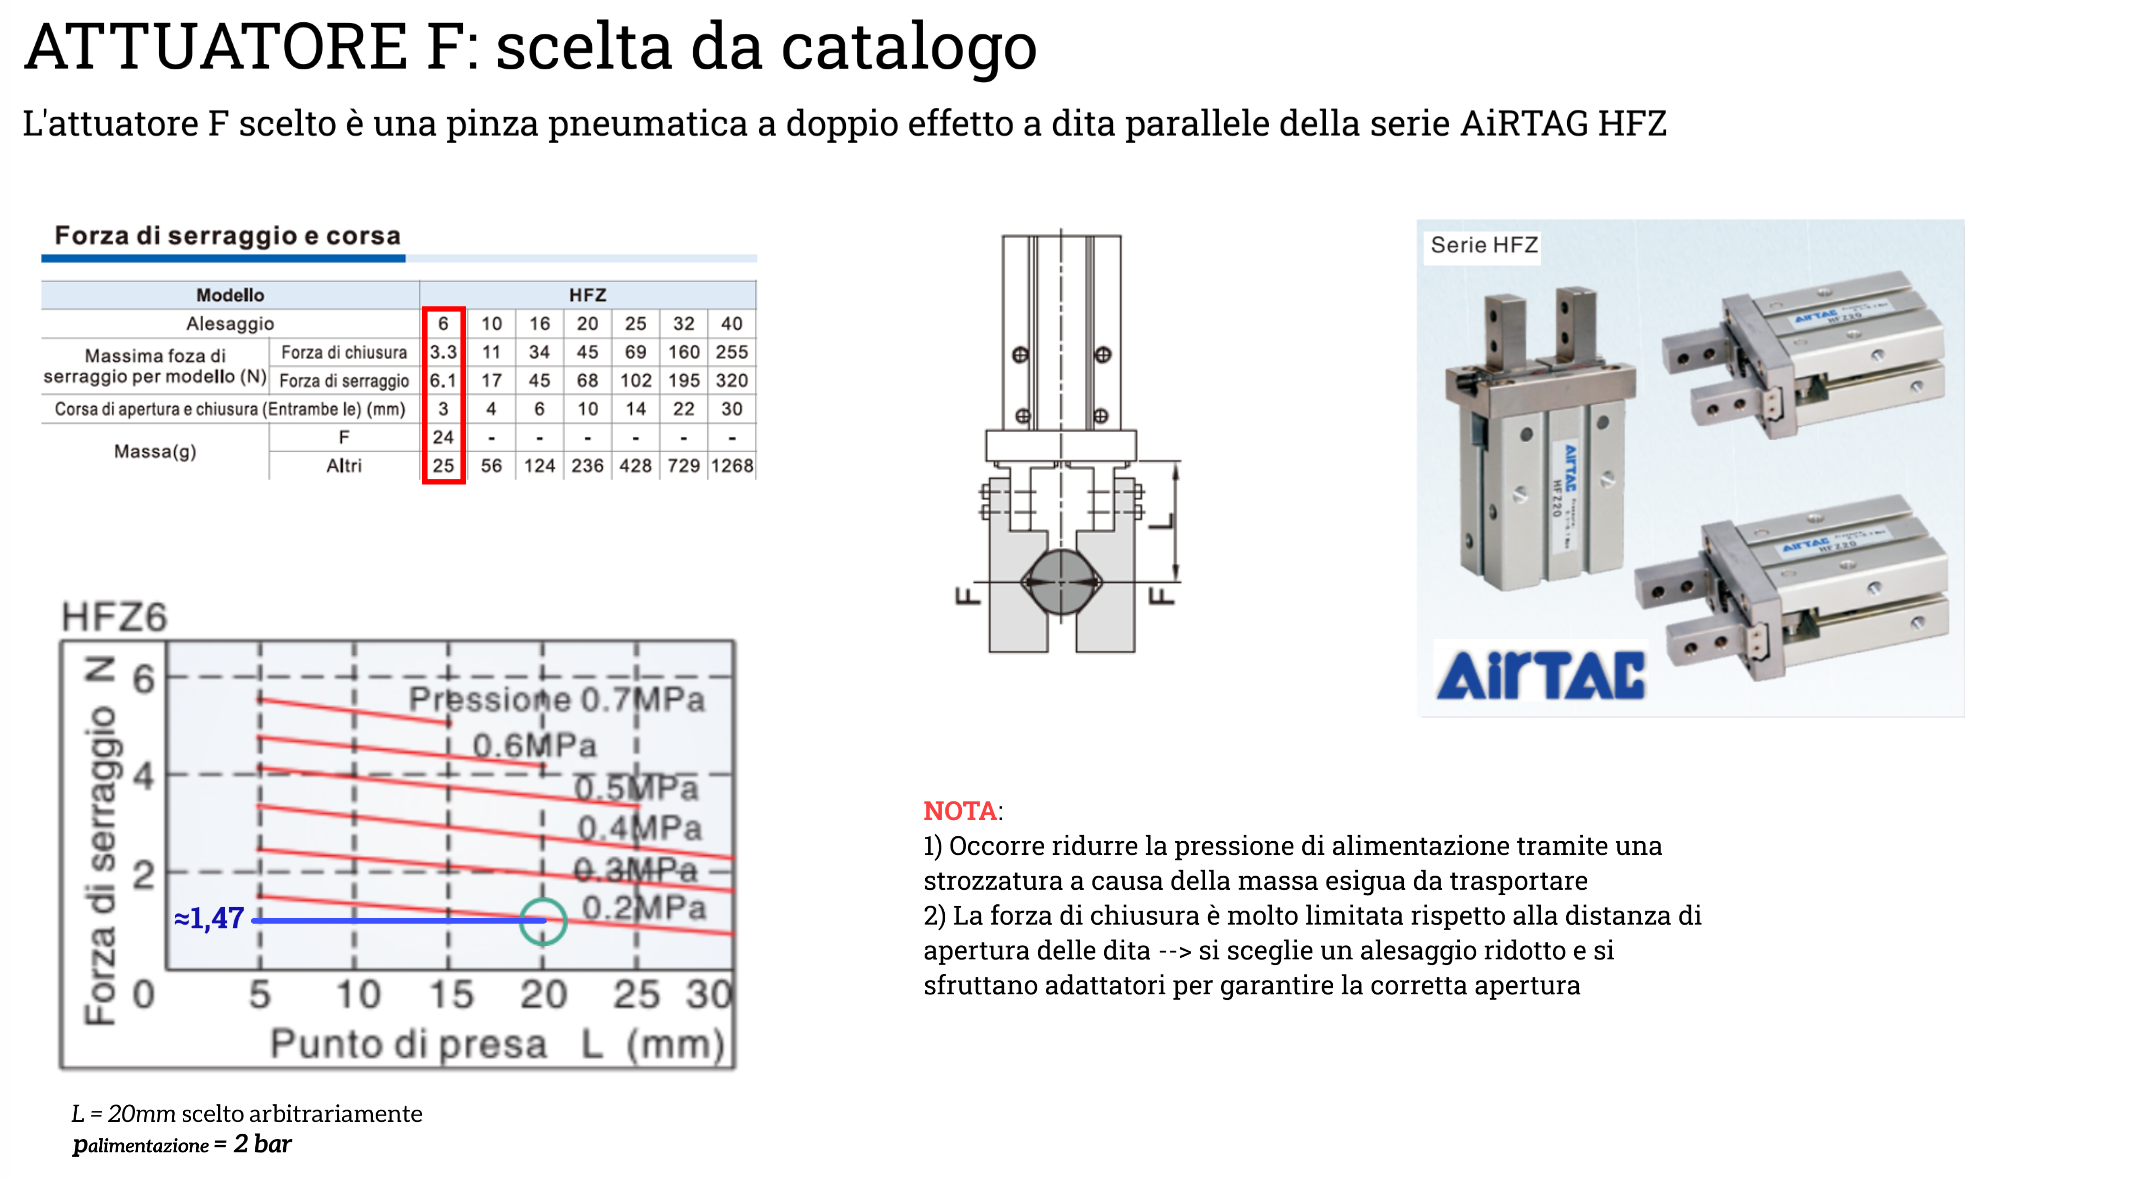 ATTUATORE F: scelta da catalogo
L'attuatore F scelto è una pinza pneumatica a doppio effetto a dita parallele della serie AiRTAG HFZ
Forza di serraggio e corsa
Modello HFZ
Alesaggio 6 10 16 20 25 32 40
Massima foza di serraggio per modello (N)
Forza di chiusura 3.3 11 34 45 69 160 255
Forza di serraggio 6.1 17 45 68 102 195 320
Corsa di apertura e chiusura (Entrambe le) (mm) 3 4 6 10 14 22 30
Massa(g)
F 24 - - - - - -
Altri 25 56 124 236 428 729 1268
HFZ6
Forza di serraggio N
6
4
2
0
Pressione 0.7MPa
0.6MPa
0.5MPa
0.4MPa
0.3MPa
0.2MPa
≈1,47
5 10 15 20 25 30
Punto di presa L (mm)
L = 20mm scelto arbitrariamente
palimentazione = 2 bar
L
F F
Serie HFZ
AirTAC
HFZ20
AirTAC
HFZ20
AirTAC
HFZ20
AirTAC
NOTA:
1) Occorre ridurre la pressione di alimentazione tramite una
strozzatura a causa della massa esigua da trasportare
2) La forza di chiusura è molto limitata rispetto alla distanza di
apertura delle dita --> si sceglie un alesaggio ridotto e si
sfruttano adattatori per garantire la corretta apertura